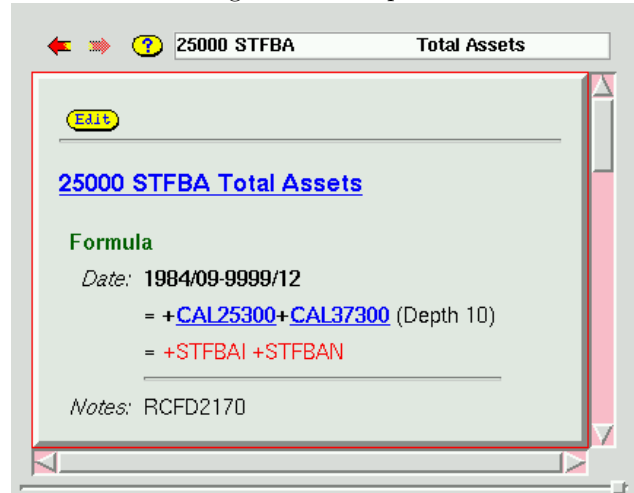 25000 STFBA Total Assets
Edit
25000 STFBA Total Assets
Formula
Date: 1984/09-9999/12
= +CAL25300+CAL37300 (Depth 10)
= +STFBAI +STFBAN
Notes: RCFD2170